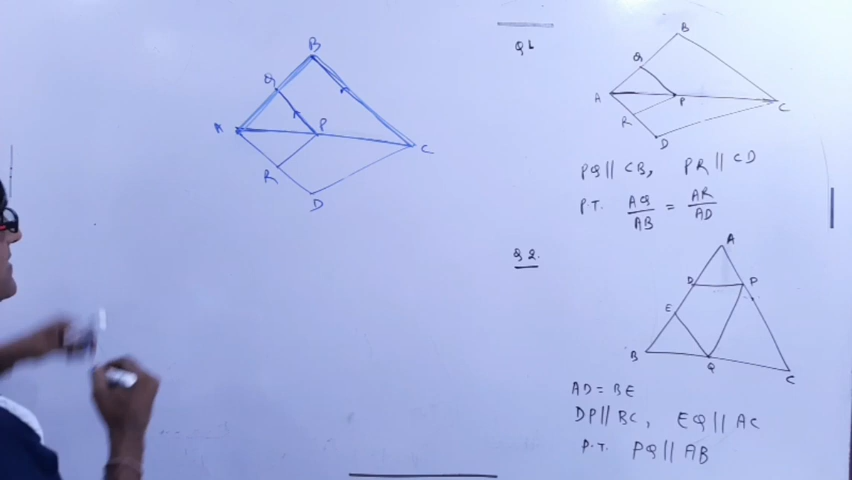 B
Q
A
P
C
R
D
Q1
B
Q
A
P
C
R
D
PQ || CB, PR || CD
P.T. AQ/AB = AR/AD
Q2.
A
D P
E
B
Q
C
AD = BE
DP || BC, EQ || AC
P.T. PQ || AB